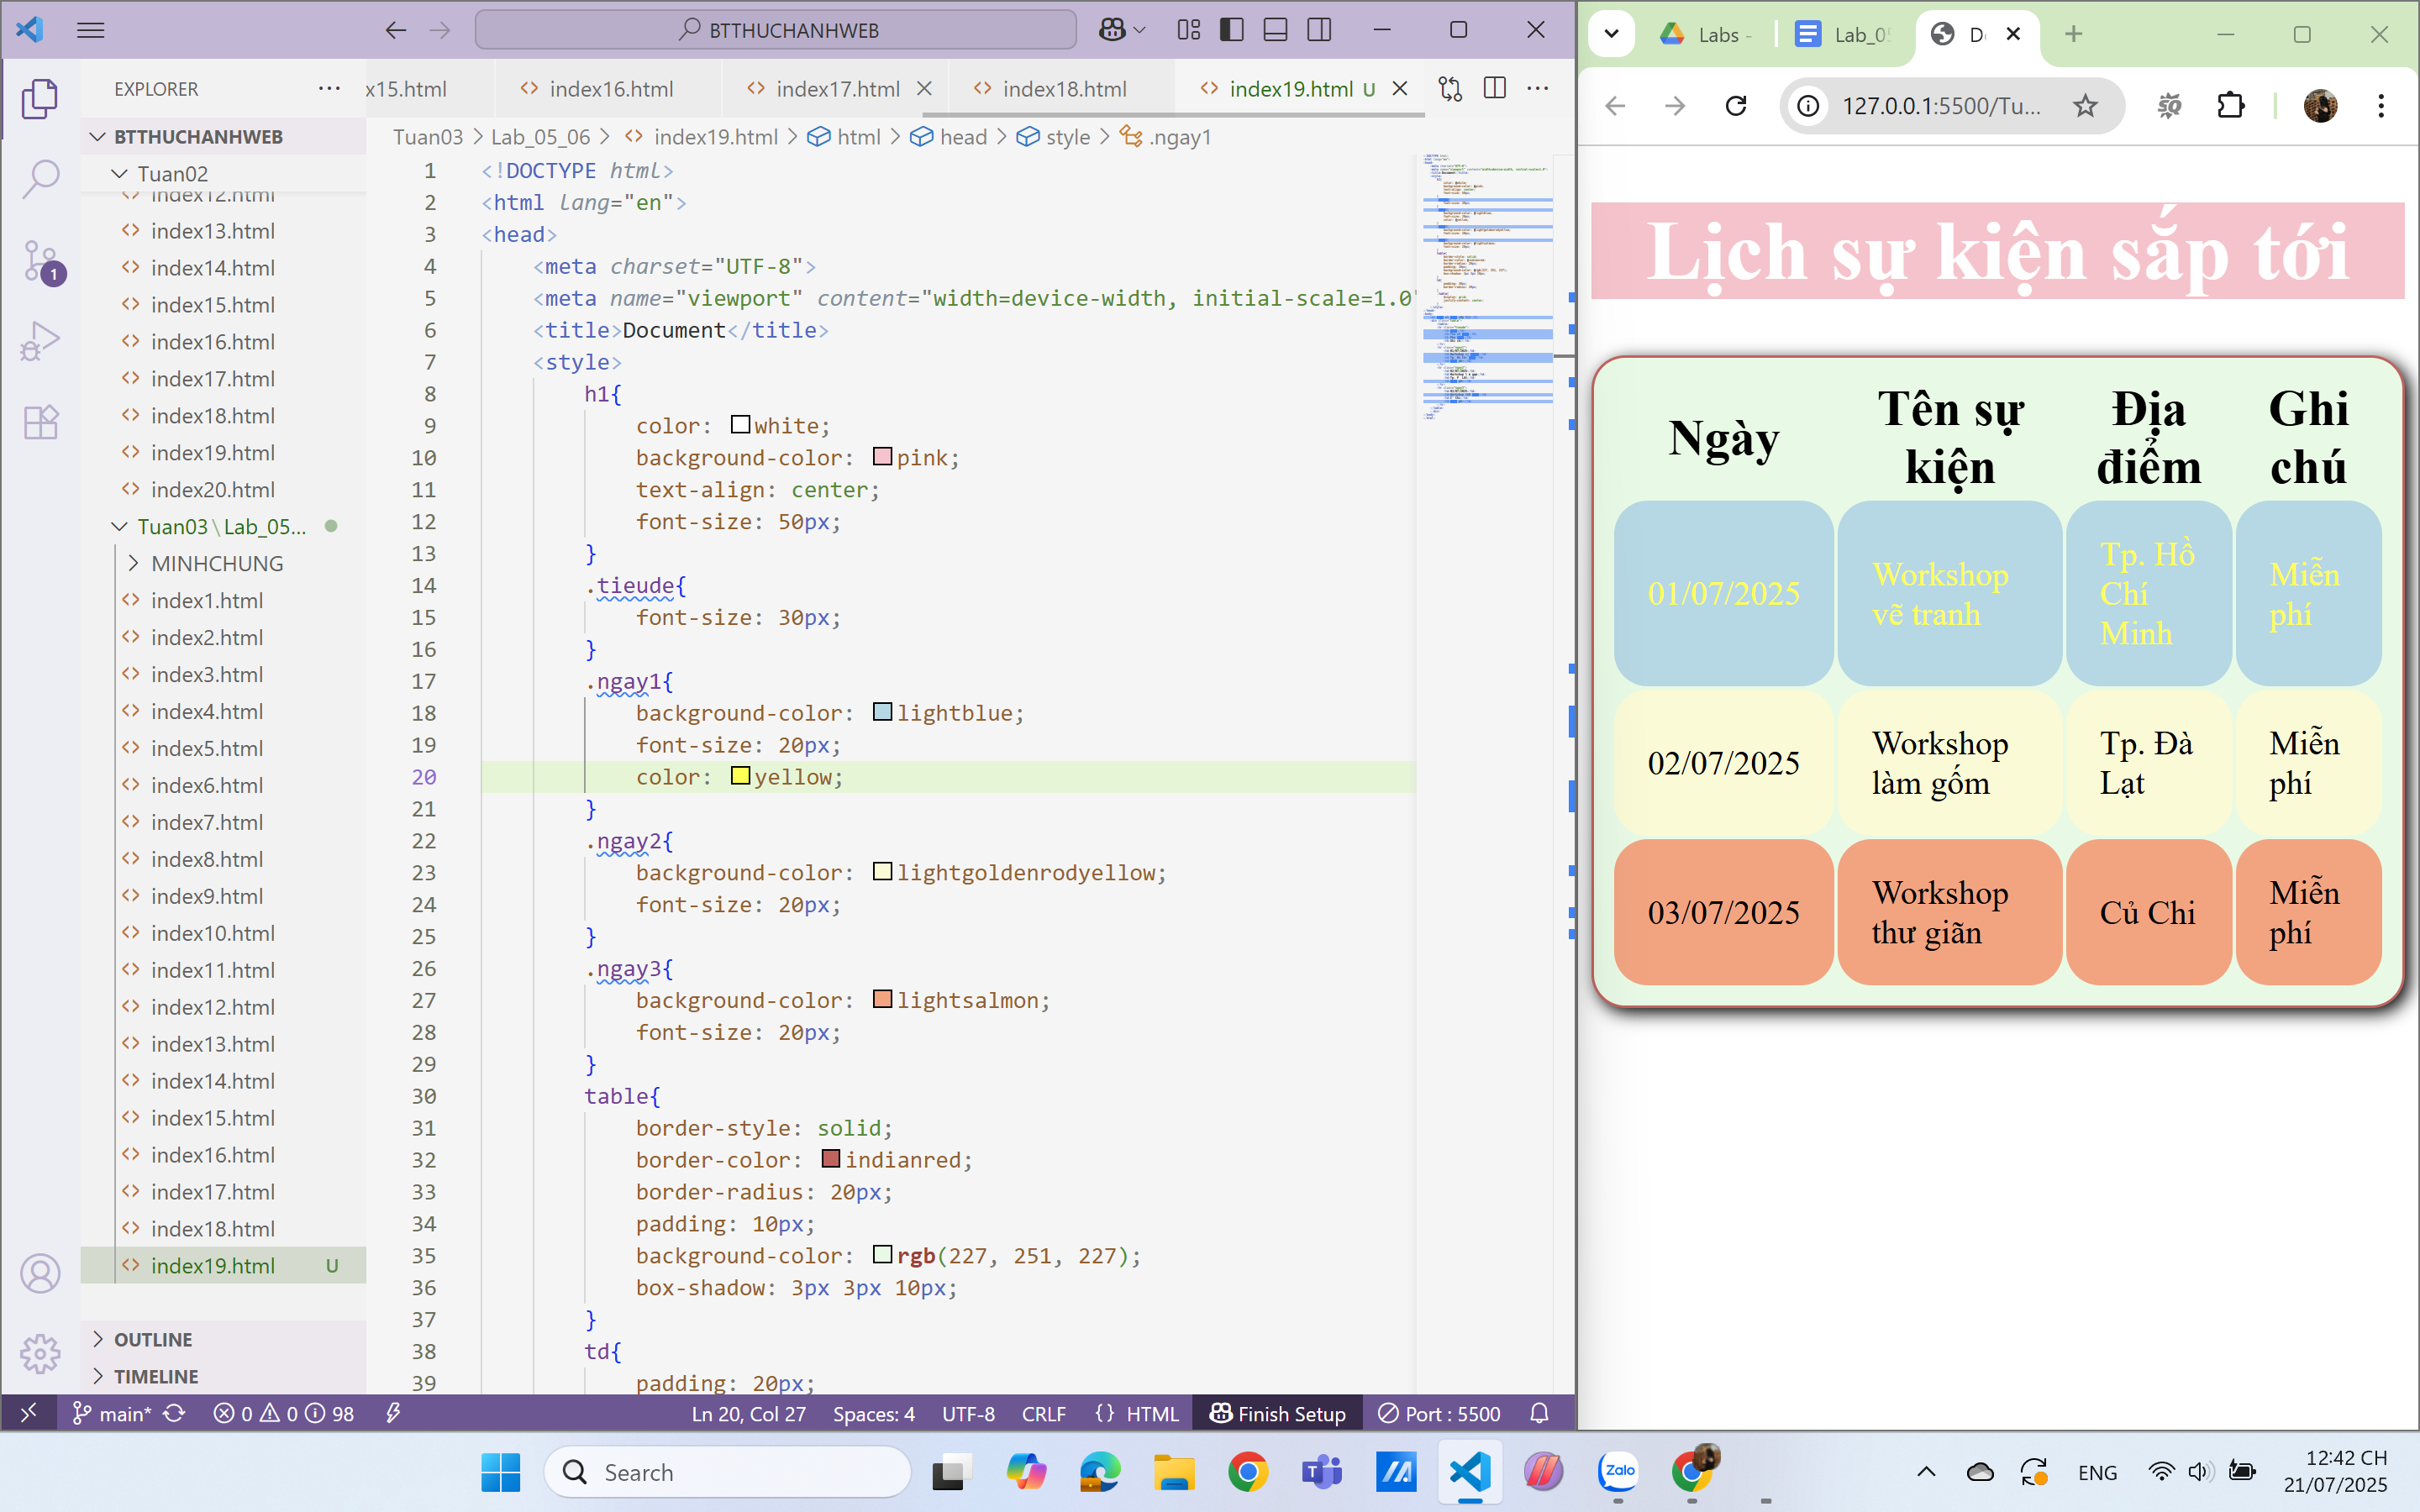 BTTHUCHANHWEB
EXPLORER
x15.html
index16.html
index17.html
index18.html
index19.html U
BTTHUCHANHWEB
Tuan03 > Lab_05_06 > index19.html > html > head > style > .ngay1
Tuan02
index12.html
index13.html
index14.html
index15.html
index16.html
index17.html
index18.html
index19.html
index20.html
Tuan03\Lab_05...
MINHCHUNG
index1.html
index2.html
index3.html
index4.html
index5.html
index6.html
index7.html
index8.html
index9.html
index10.html
index11.html
index12.html
index13.html
index14.html
index15.html
index16.html
index17.html
index18.html
index19.html U
OUTLINE
TIMELINE
1
1 <!DOCTYPE html>
2 <html lang="en">
3 <head>
4 <meta charset="UTF-8">
5 <meta name="viewport" content="width=device-width, initial-scale=1.0"
6 <title>Document</title>
7 <style>
8 h1{
9 color: white;
10 background-color: pink;
11 text-align: center;
12 font-size: 50px;
13 }
14 .tieude{
15 font-size: 30px;
16 }
17 .ngay1{
18 background-color: lightblue;
19 font-size: 20px;
20 color: yellow;
21 }
22 .ngay2{
23 background-color: lightgoldenrodyellow;
24 font-size: 20px;
25 }
26 .ngay3{
27 background-color: lightsalmon;
28 font-size: 20px;
29 }
30 table{
31 border-style: solid;
32 border-color: indianred;
33 border-radius: 20px;
34 padding: 10px;
35 background-color: rgb(227, 251, 227);
36 box-shadow: 3px 3px 10px;
37 }
38 td{
39 padding: 20px;
main* 0 0 98
Ln 20, Col 27 Spaces: 4 UTF-8 CRLF {} HTML Finish Setup Port : 5500
Labs -
Lab_05
D
127.0.0.1:5500/Tu...
Lịch sự kiện sắp tới
Ngày
Tên sự
kiện
Địa
điểm
Ghi
chú
01/07/2025
Workshop
vẽ tranh
Tp. Hồ
Chí
Minh
Miễn
phí
02/07/2025
Workshop
làm gốm
Tp. Đà
Lạt
Miễn
phí
03/07/2025
Workshop
thư giãn
Củ Chi
Miễn
phí
Search
Zalo
ENG
12:42 CH
21/07/2025